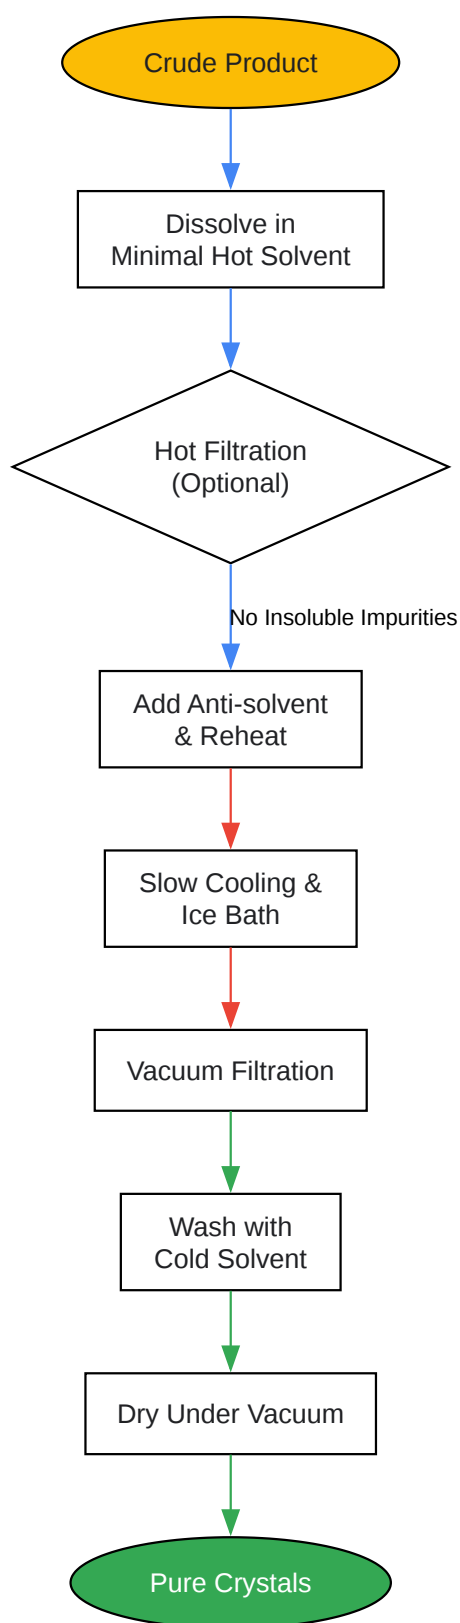 Crude Product
Dissolve in
Minimal Hot Solvent
Hot Filtration
(Optional)
No Insoluble Impurities
Add Anti-solvent
& Reheat
Slow Cooling &
Ice Bath
Vacuum Filtration
Wash with
Cold Solvent
Dry Under Vacuum
Pure Crystals